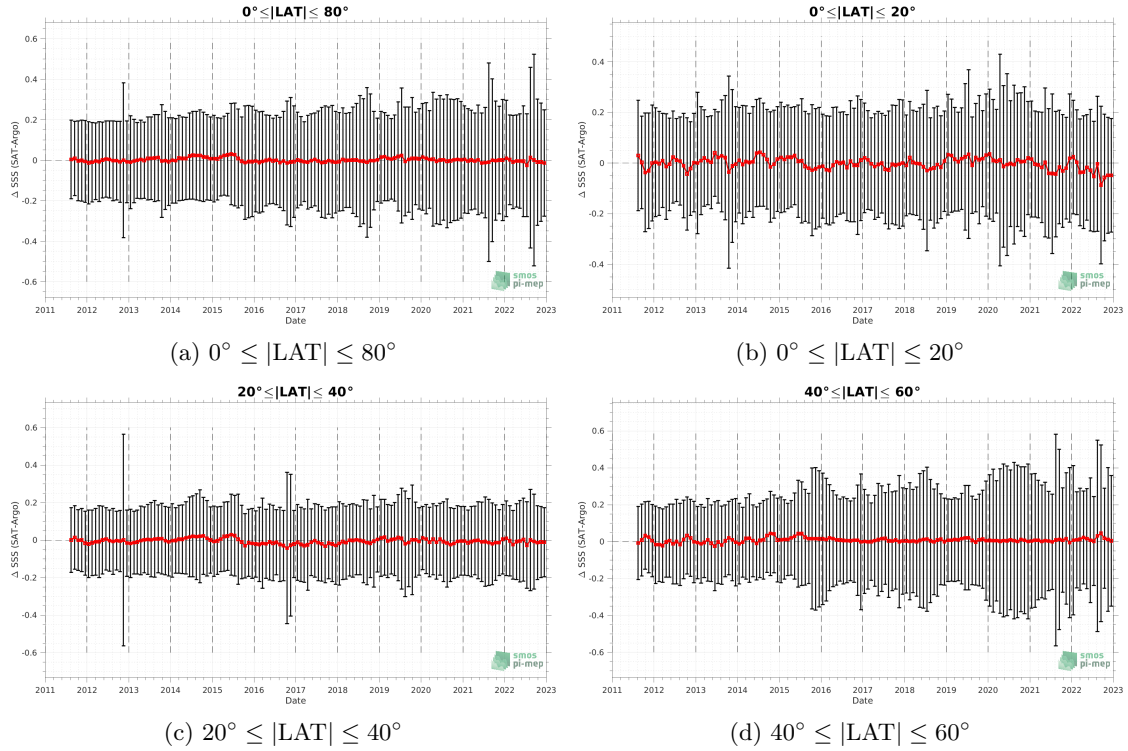 0°≤|LAT|≤ 80°
Δ SSS (SAT-Argo)
0.6
0.4
0.2
0
-0.2
-0.4
-0.6
smos
pi-mep
2011 2012 2013 2014 2015 2016 2017 2018 2019 2020 2021 2022 2023
Date
(a) 0° ≤ |LAT| ≤ 80°
0°≤|LAT|≤ 20°
Δ SSS (SAT-Argo)
0.4
0.2
0
-0.2
-0.4
smos
pi-mep
2011 2012 2013 2014 2015 2016 2017 2018 2019 2020 2021 2022 2023
Date
(b) 0° ≤ |LAT| ≤ 20°
20°≤|LAT|≤ 40°
Δ SSS (SAT-Argo)
0.6
0.4
0.2
0
-0.2
-0.4
-0.6
smos
pi-mep
2011 2012 2013 2014 2015 2016 2017 2018 2019 2020 2021 2022 2023
Date
(c) 20° ≤ |LAT| ≤ 40°
40°≤|LAT|≤ 60°
Δ SSS (SAT-Argo)
0.6
0.4
0.2
0
-0.2
-0.4
-0.6
smos
pi-mep
2011 2012 2013 2014 2015 2016 2017 2018 2019 2020 2021 2022 2023
Date
(d) 40° ≤ |LAT| ≤ 60°